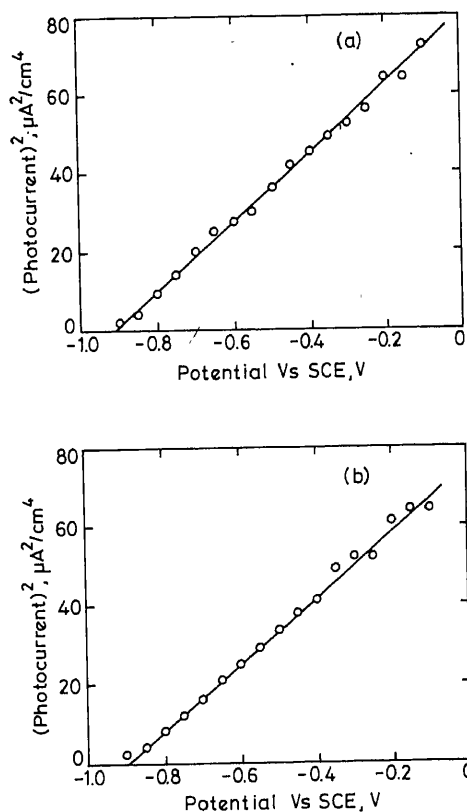 (a)
(Photocurrent)², μA²/cm⁴
80
60
40
20
0
-1.0 -0.8 -0.6 -0.4 -0.2 0
Potential Vs SCE, V
(b)
(Photocurrent)², μA²/cm⁴
80
60
40
20
0
-1.0 -0.8 -0.6 -0.4 -0.2 0
Potential Vs SCE, V